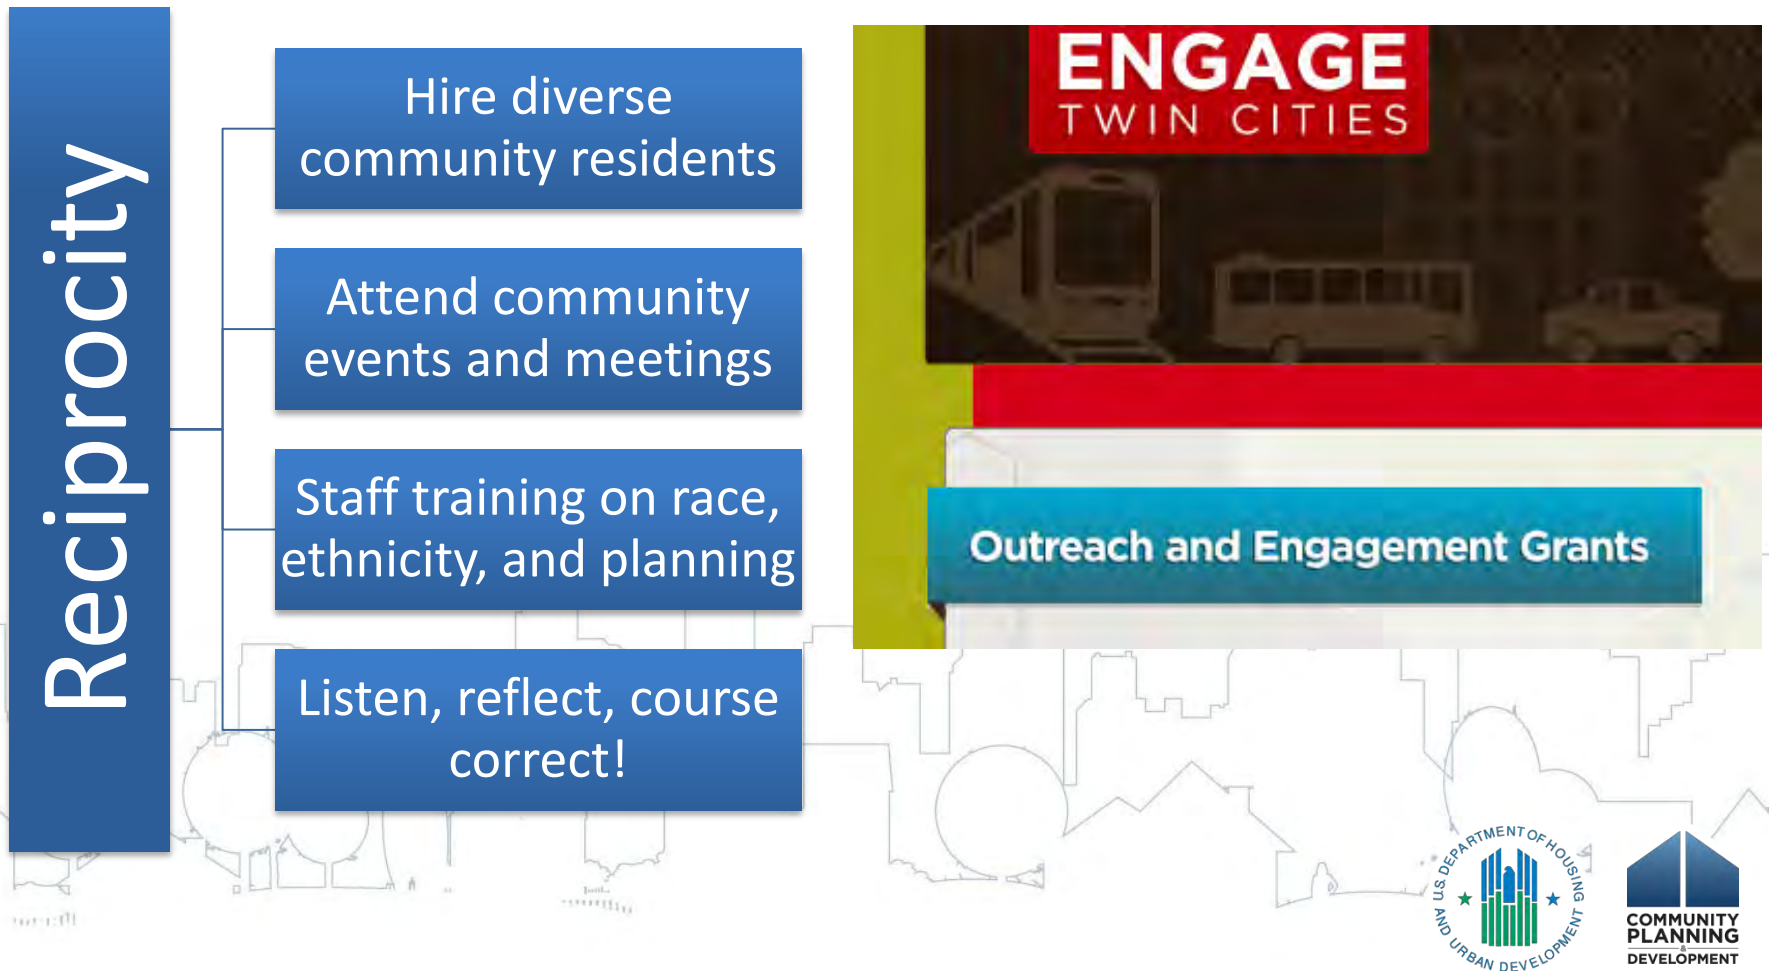 Reciprocity
Hire diverse
community residents
Attend community
events and meetings
Staff training on race,
ethnicity, and planning
Listen, reflect, course
correct!
ENGAGE
TWIN CITIES
Outreach and Engagement Grants
U.S. DEPARTMENT OF HOUSING
AND URBAN DEVELOPMENT
COMMUNITY
PLANNING
&
DEVELOPMENT